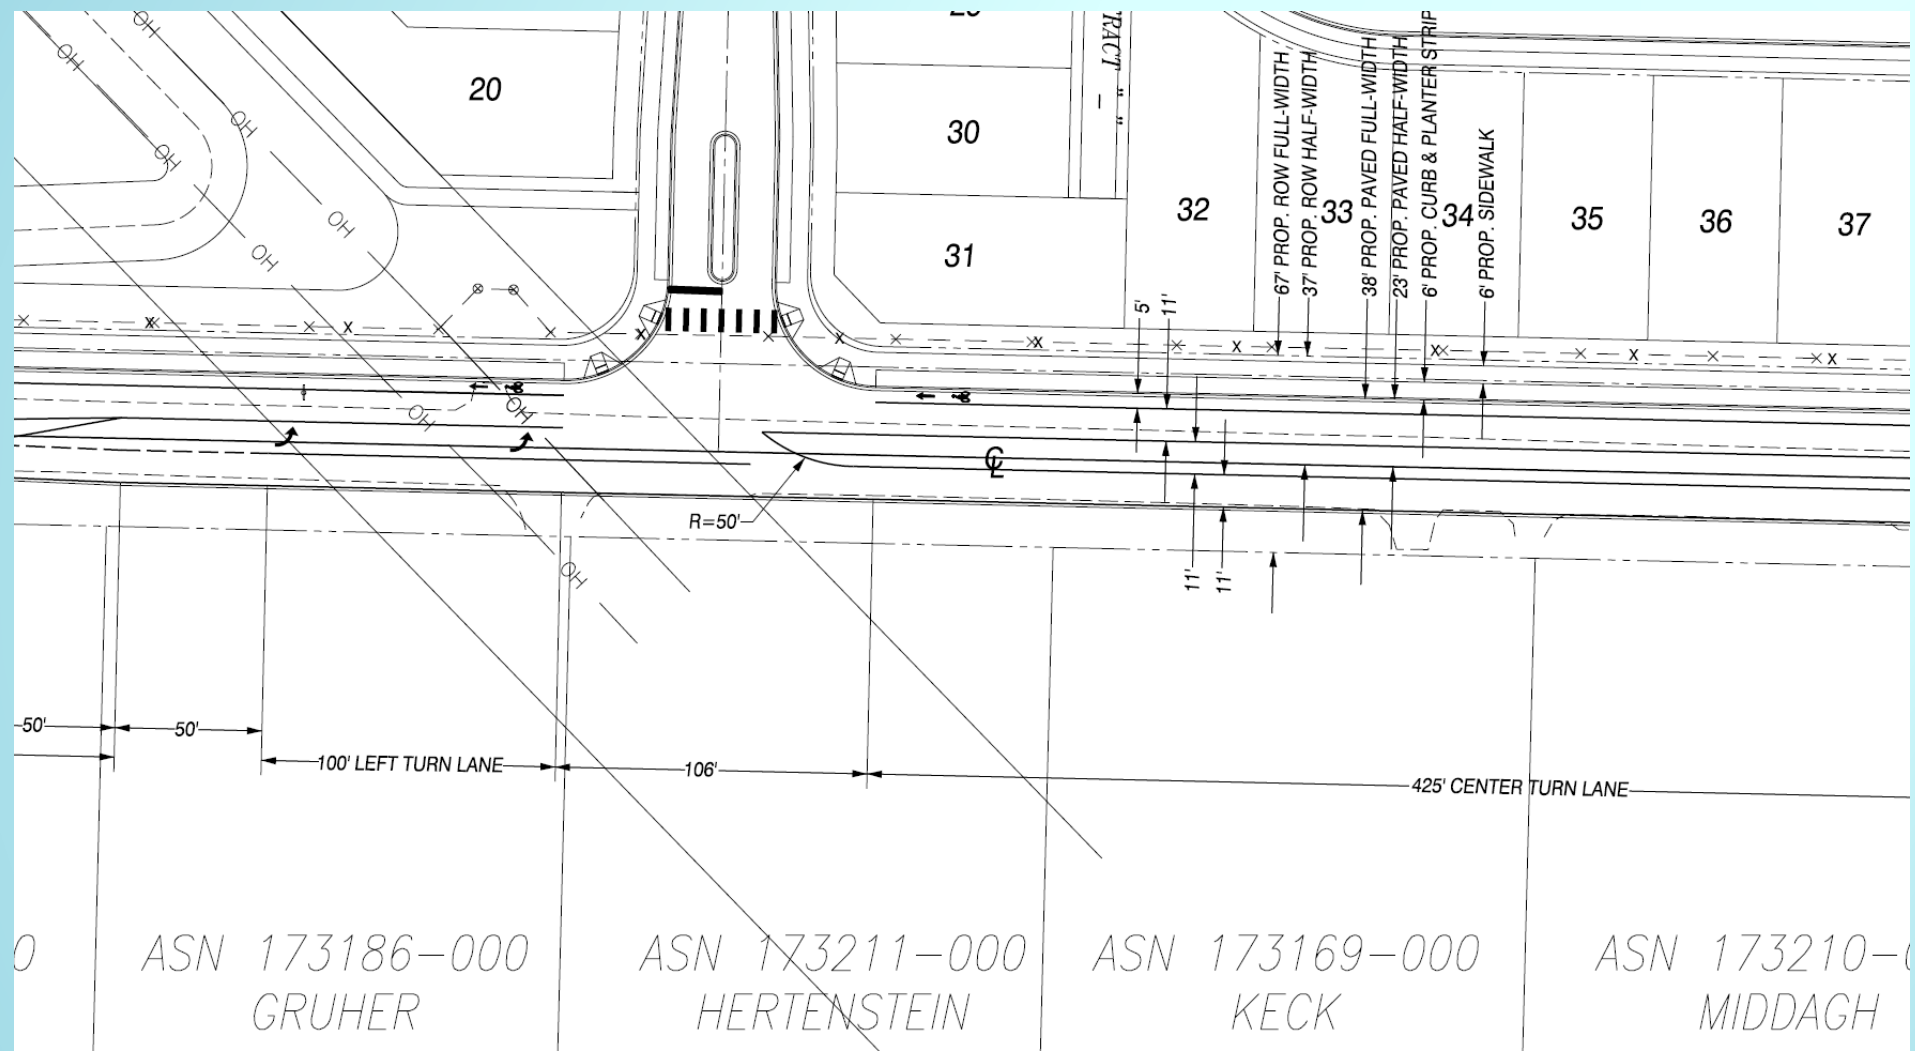 20
30
31
32
33
34
35
36
37
TRACT " "
-
67' PROP. ROW FULL-WIDTH
37' PROP. ROW HALF-WIDTH
38' PROP. PAVED FULL-WIDTH
23' PROP. PAVED HALF-WIDTH
6' PROP. CURB & PLANTER STRIP
6' PROP. SIDEWALK
OH
OH
OH
OH
OH
OH
OH
OH
OH
5'
11'
CL
R=50'
11'
11'
50'
50'
100' LEFT TURN LANE
106'
425' CENTER TURN LANE
ASN 173186-000
GRUHER
ASN 173211-000
HERTENSTEIN
ASN 173169-000
KECK
ASN 173210-
MIDDAGH